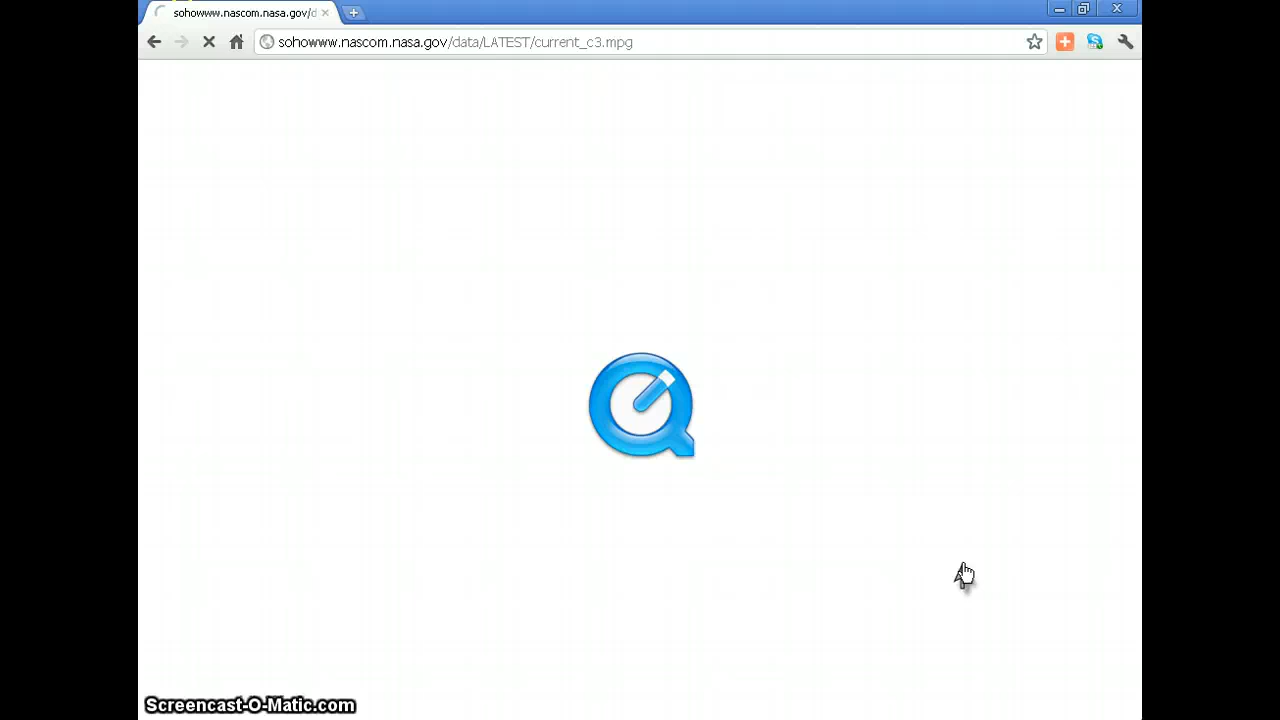 sohowww.nascom.nasa.gov/d
sohowww.nascom.nasa.gov/data/LATEST/current_c3.mpg
Screencast-O-Matic.com